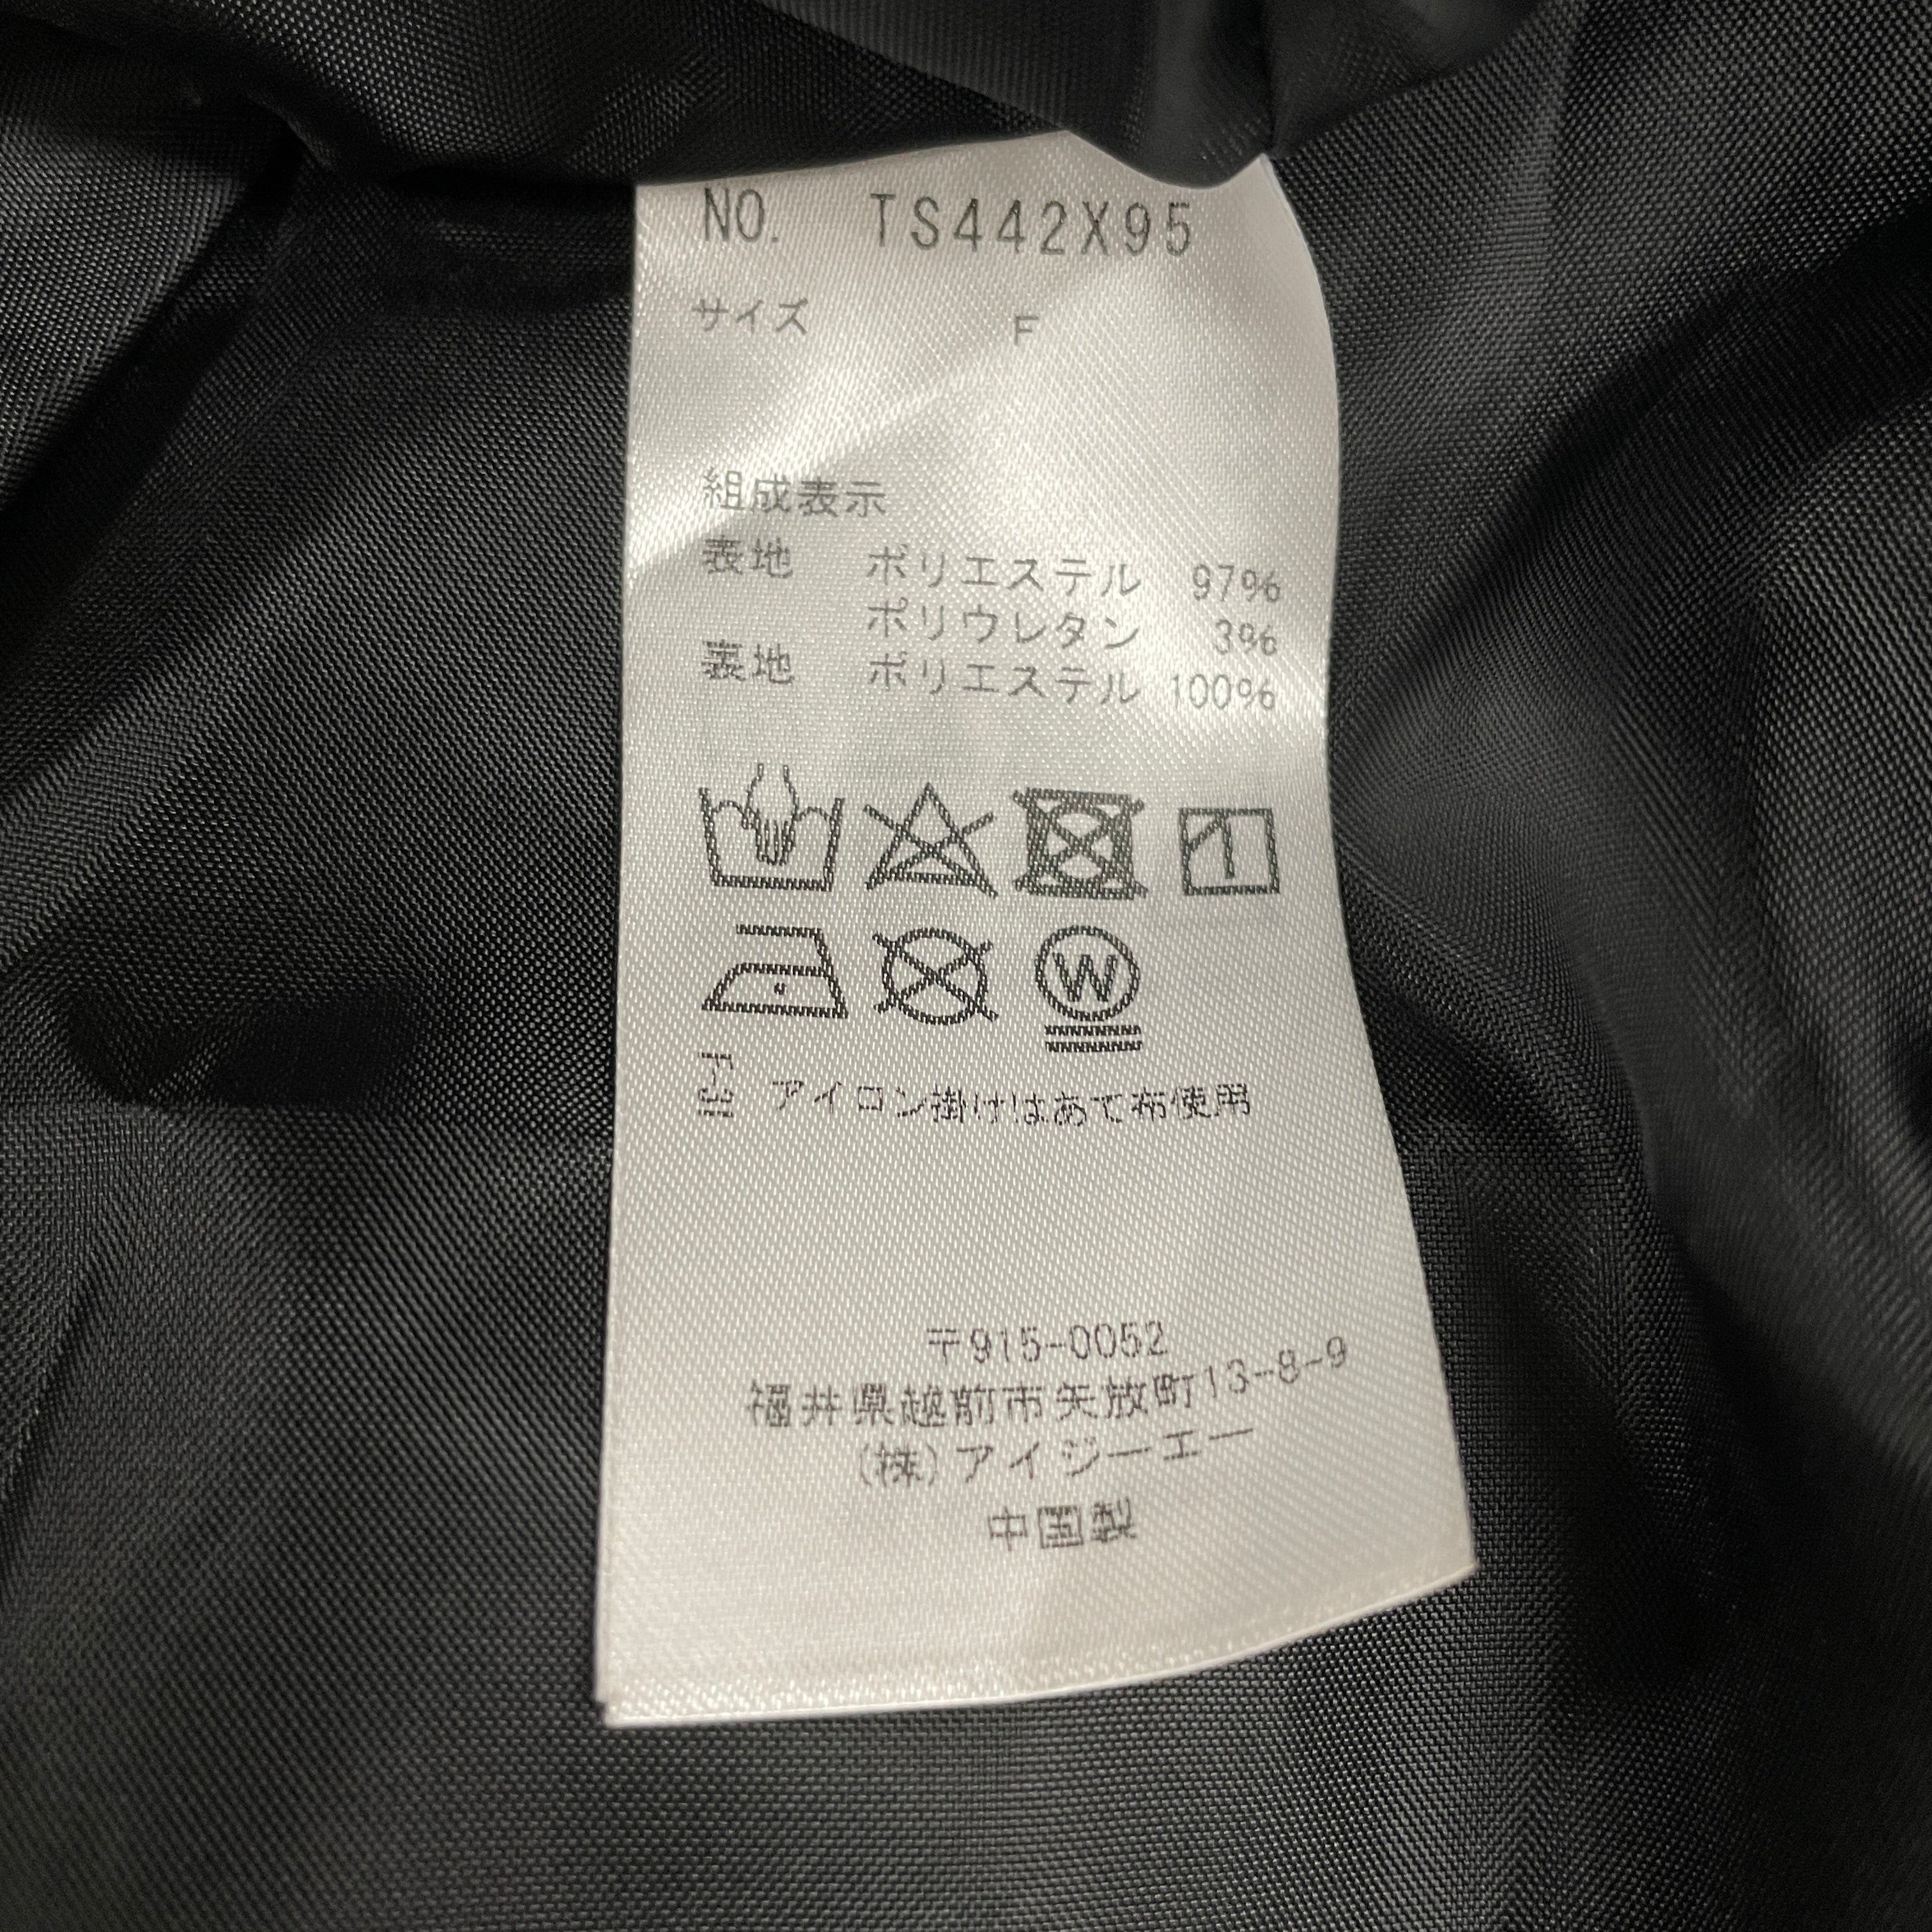 NO. TS442X95
サイズ F
組成表示
表地 ポリエステル 97%
ポリウレタン 3%
裏地 ポリエステル 100%
W
アイロン掛けはあて布使用
〒915-0052
福井県越前市矢放町13-8-9
(株)アイジーエー
中国製